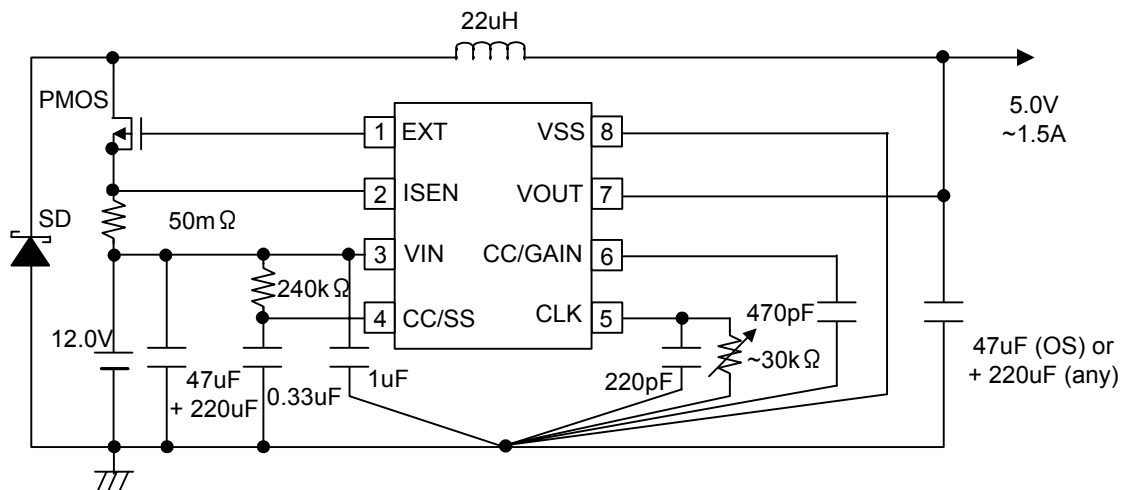 22uH
PMOS
5.0V
~1.5A
1 EXT VSS 8
2 ISEN VOUT 7
SD
50mΩ
3 VIN CC/GAIN 6
240kΩ
4 CC/SS CLK 5
470pF
12.0V
~30kΩ
47uF (OS) or
+ 220uF (any)
47uF
+ 220uF
0.33uF
1uF
220pF